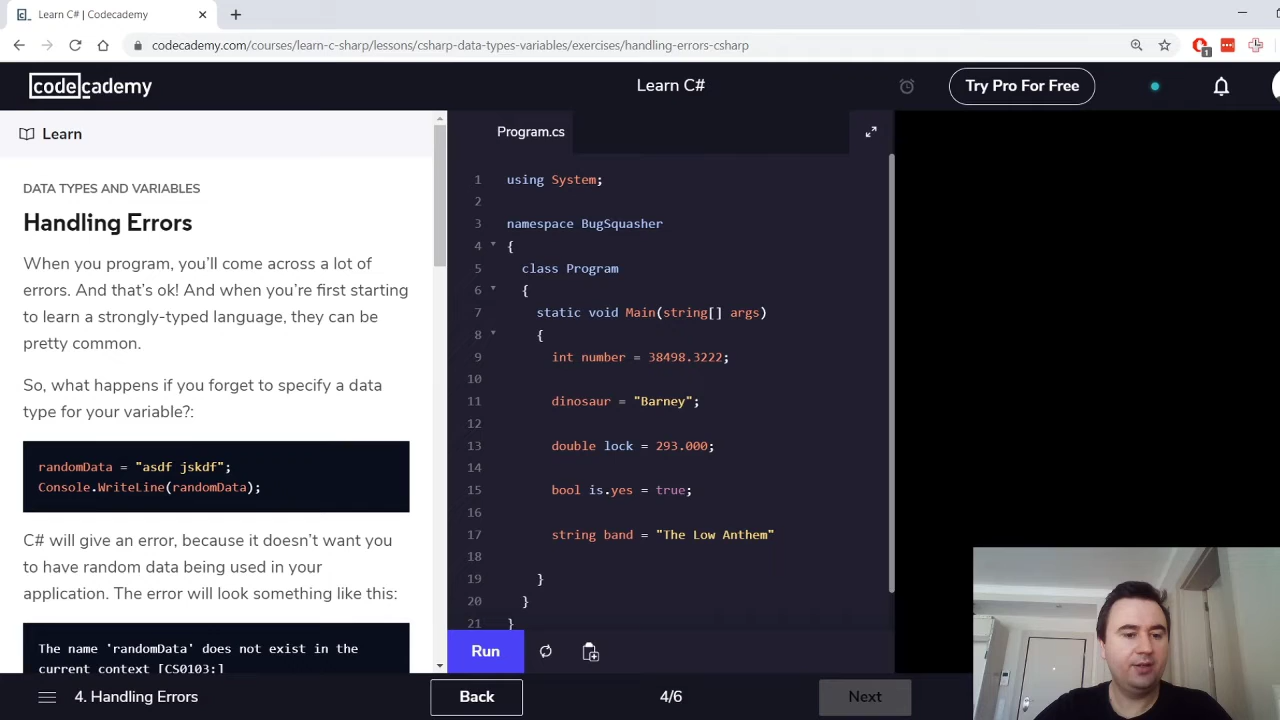 Learn C# | Codecademy
codecademy.com/courses/learn-c-sharp/lessons/csharp-data-types-variables/exercises/handling-errors-csharp
1
codecademy
Learn C#
Try Pro For Free
Learn
DATA TYPES AND VARIABLES
Handling Errors
When you program, you'll come across a lot of
errors. And that's ok! And when you're first starting
to learn a strongly-typed language, they can be
pretty common.
So, what happens if you forget to specify a data
type for your variable?:
randomData = "asdf jskdf";
Console.WriteLine(randomData);
C# will give an error, because it doesn't want you
to have random data being used in your
application. The error will look something like this:
The name 'randomData' does not exist in the
current context [CS0103:]
Program.cs
1 using System;
2
3 namespace BugSquasher
4 {
5 class Program
6 {
7 static void Main(string[] args)
8 {
9 int number = 38498.3222;
10
11 dinosaur = "Barney";
12
13 double lock = 293.000;
14
15 bool is.yes = true;
16
17 string band = "The Low Anthem"
18
19 }
20 }
21 }
Run
4. Handling Errors
Back
4/6
Next